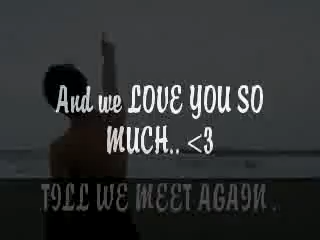 And we LOVE YOU SO
MUCH.. <3
TILL WE MEET AGAIN .